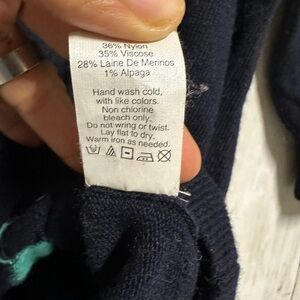 36% Nylon
35% Viscose
28% Laine De Merinos
1% Alpaga
Hand wash cold,
with like colors.
Non chlorine
bleach only.
Do not wring or twist.
Lay flat to dry.
Warm iron as needed.